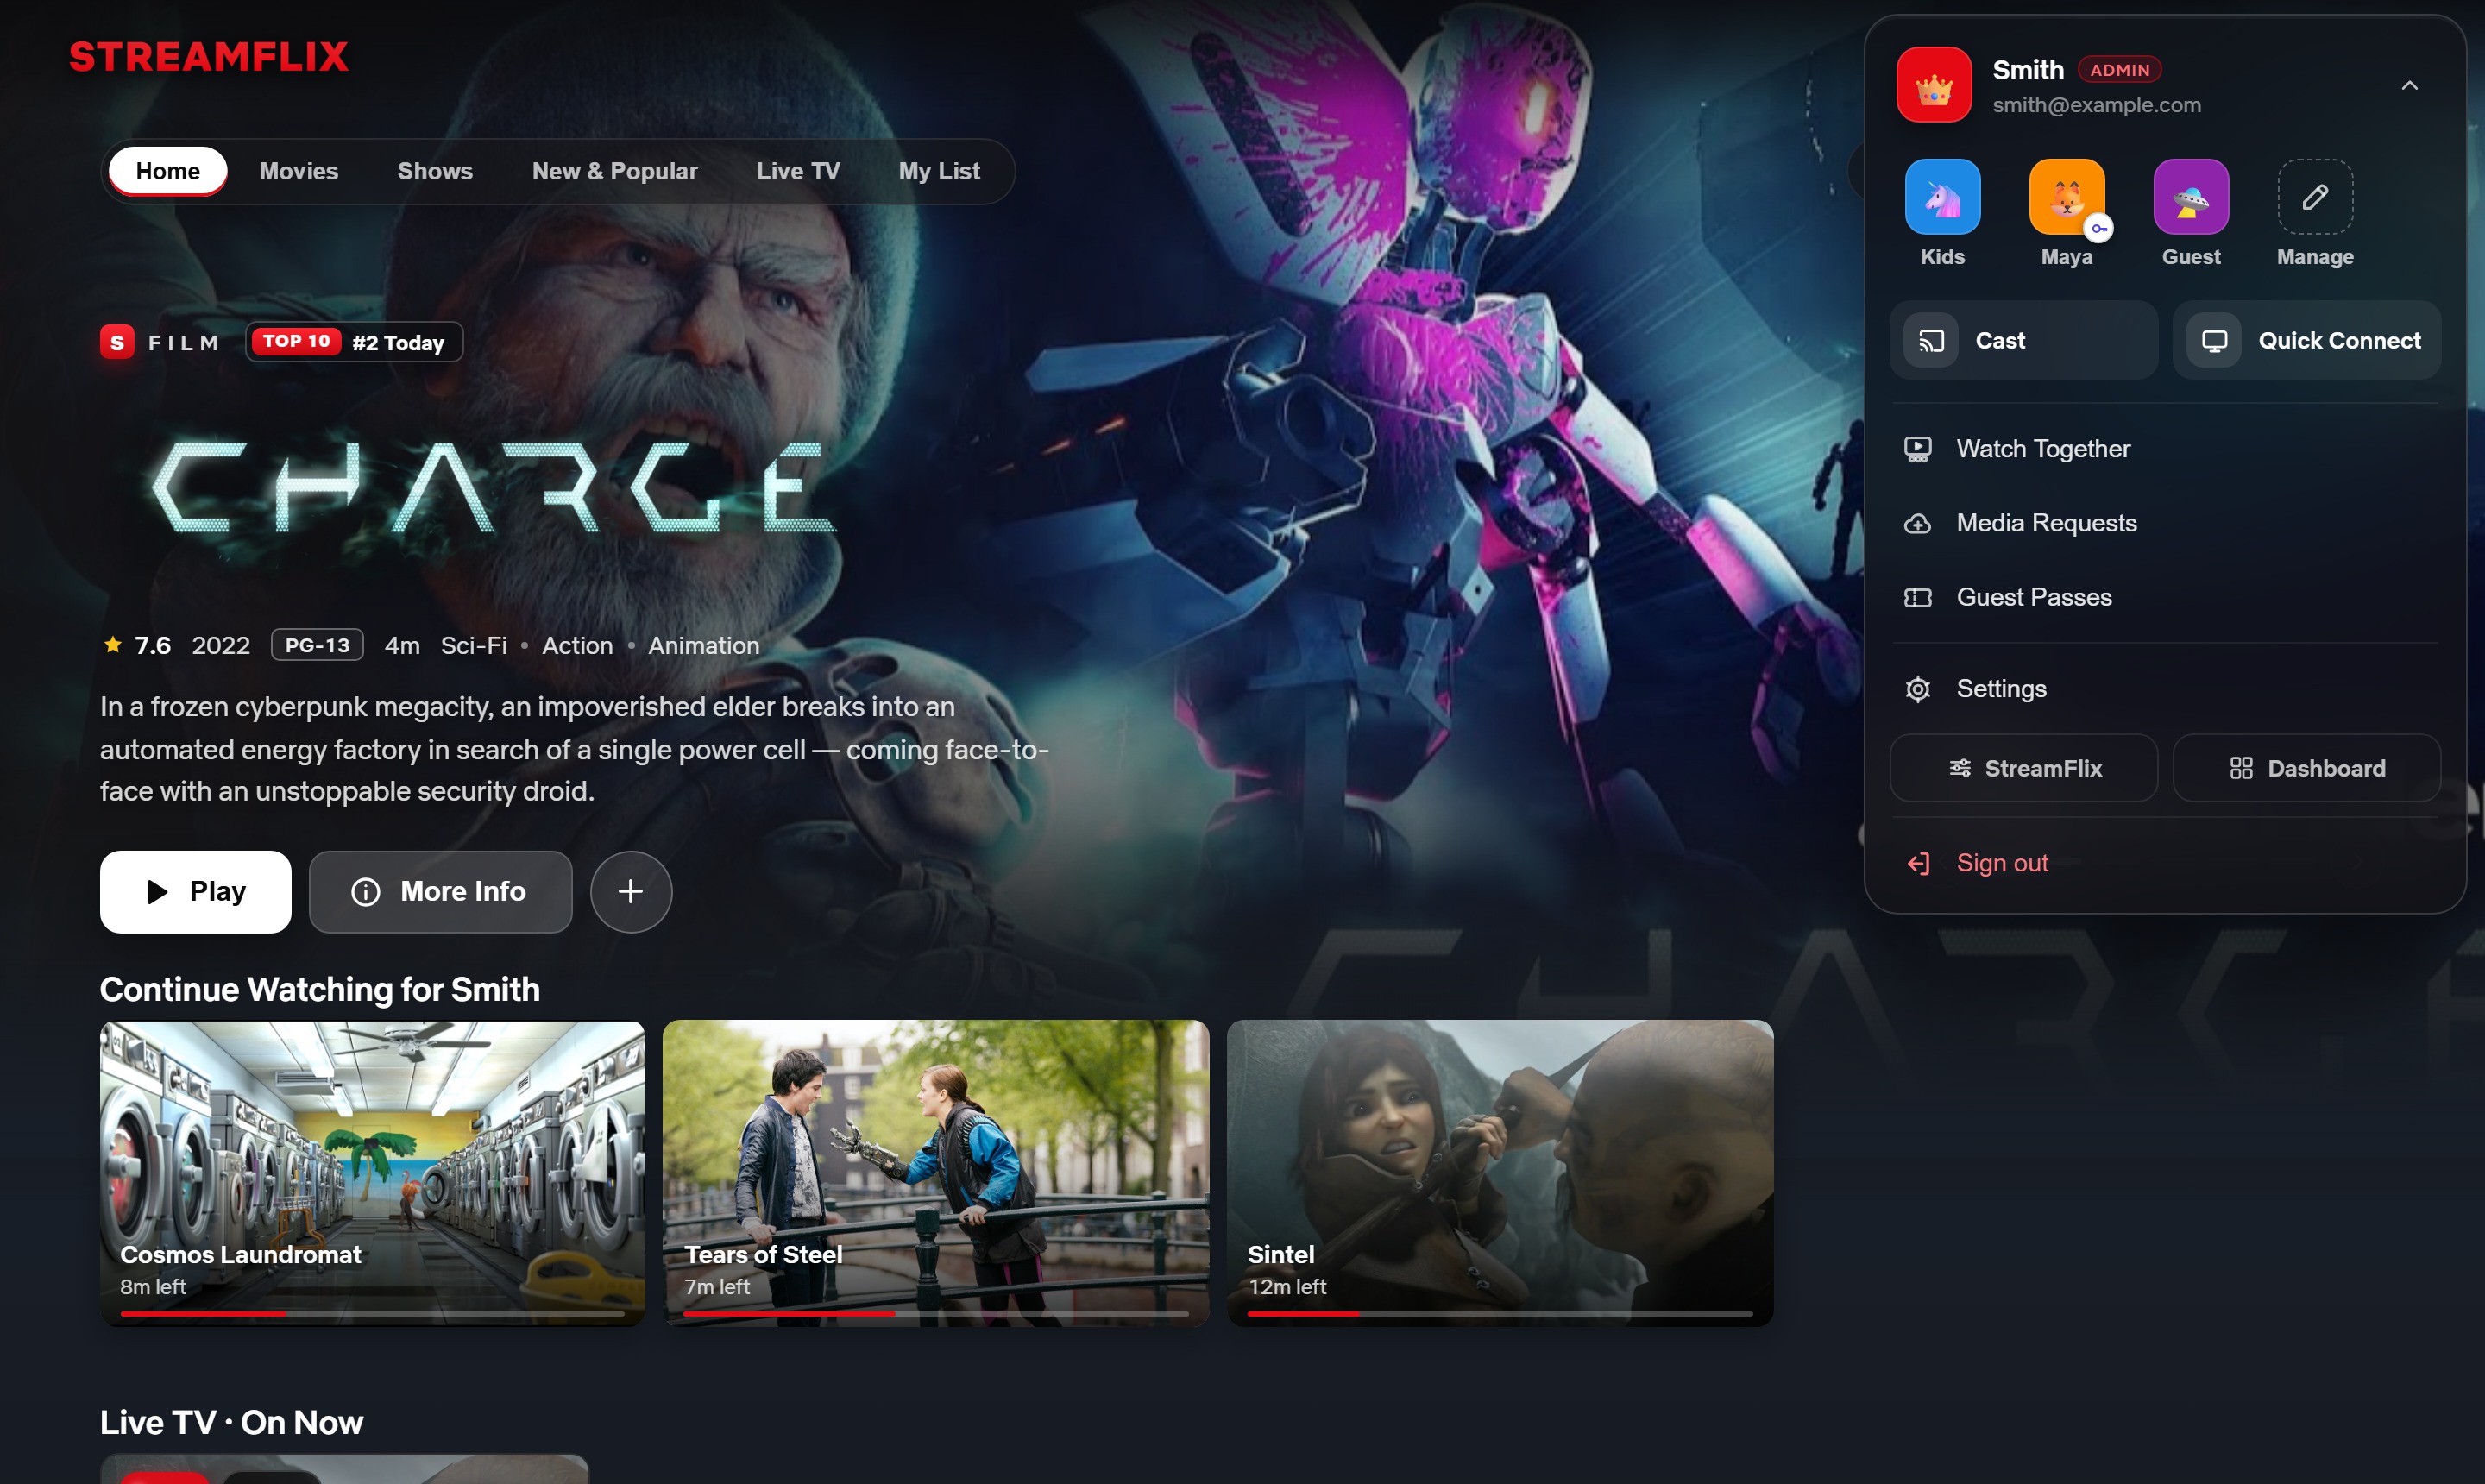 STREAMFLIX
Home
Movies
Shows
New & Popular
Live TV
My List
S FILM
TOP 10 #2 Today
CHARGE
7.6 2022 PG-13 4m Sci-Fi • Action • Animation
In a frozen cyberpunk megacity, an impoverished elder breaks into an
automated energy factory in search of a single power cell — coming face-to-
face with an unstoppable security droid.
Play
More Info
Continue Watching for Smith
Cosmos Laundromat
8m left
Tears of Steel
7m left
Sintel
12m left
Live TV · On Now
Smith ADMIN
smith@example.com
Kids
Maya
Guest
Manage
Cast
Quick Connect
Watch Together
Media Requests
Guest Passes
Settings
StreamFlix
Dashboard
Sign out
CHARGE